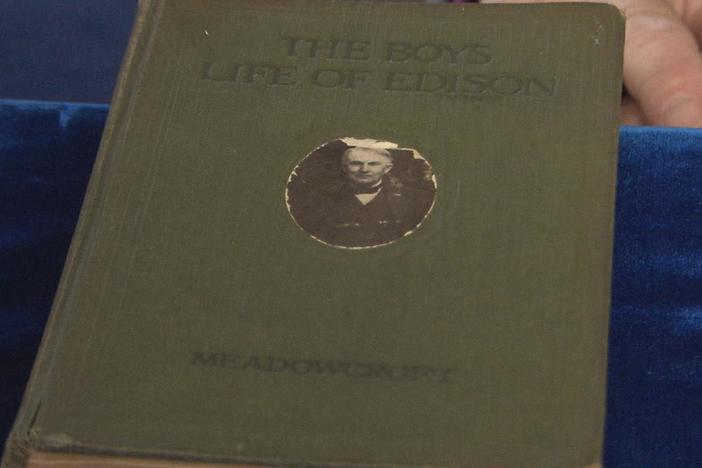 THE BOYS
LIFE OF EDISON
MEADOWCROFT